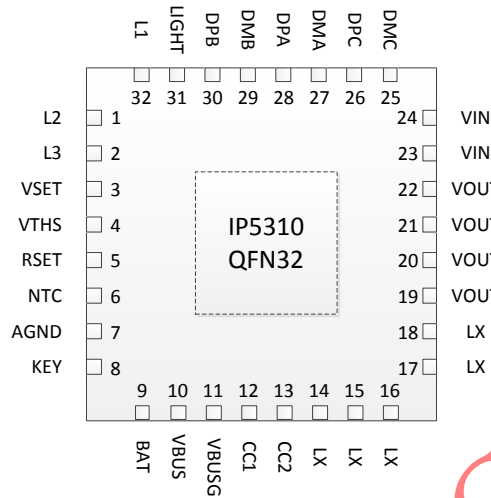 L1 LIGHT DPB DMB DPA DMA DPC DMC
32 31 30 29 28 27 26 25
L2 1 24 VIN
L3 2 23 VIN
VSET 3 22 VOUT
VTHS 4 21 VOUT
RSET 5 20 VOUT
NTC 6 19 VOUT
AGND 7 18 LX
KEY 8 17 LX
IP5310
QFN32
9 10 11 12 13 14 15 16
BAT VBUS VBUSG CC1 CC2 LX LX LX